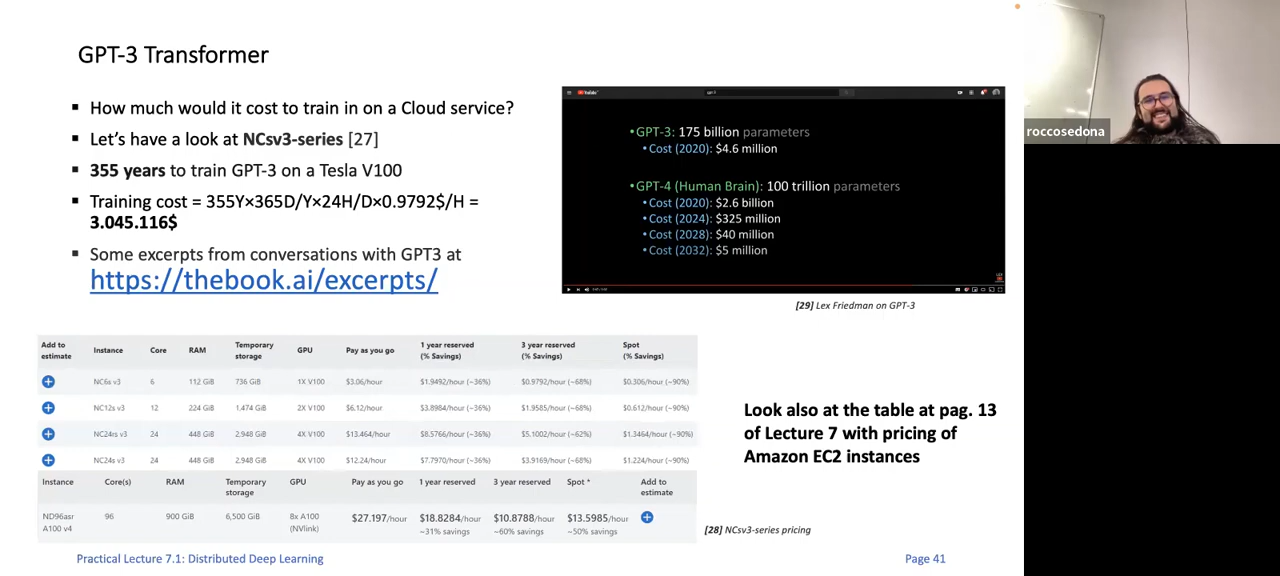 GPT-3 Transformer
▪ How much would it cost to train in on a Cloud service?
▪ Let's have a look at NCsv3-series [27]
▪ 355 years to train GPT-3 on a Tesla V100
▪ Training cost = 355Y×365D/Y×24H/D×0.9792$/H =
3.045.116$
▪ Some excerpts from conversations with GPT3 at
https://thebook.ai/excerpts/
YouTube
gpt-3
•GPT-3: 175 billion parameters
•Cost (2020): $4.6 million
•GPT-4 (Human Brain): 100 trillion parameters
•Cost (2020): $2.6 billion
•Cost (2024): $325 million
•Cost (2028): $40 million
•Cost (2032): $5 million
[29] Lex Friedman on GPT-3
roccosedona
Add to estimate Instance Core RAM Temporary storage GPU Pay as you go 1 year reserved (% Savings) 3 year reserved (% Savings) Spot (% Savings)
NC6s v3 6 112 GiB 736 GiB 1X V100 $3.06/hour $1.9492/hour (~36%) $0.9792/hour (~68%) $0.306/hour (~90%)
NC12s v3 12 224 GiB 1,474 GiB 2X V100 $6.12/hour $3.8984/hour (~36%) $1.9585/hour (~68%) $0.612/hour (~90%)
NC24rs v3 24 448 GiB 2,948 GiB 4X V100 $13.464/hour $8.5766/hour (~36%) $5.1002/hour (~62%) $1.3464/hour (~90%)
NC24s v3 24 448 GiB 2,948 GiB 4X V100 $12.24/hour $7.7970/hour (~36%) $3.9169/hour (~68%) $1.224/hour (~90%)
Instance Core(s) RAM Temporary storage GPU Pay as you go 1 year reserved 3 year reserved Spot * Add to estimate
ND96asr A100 v4 96 900 GiB 6,500 GiB 8x A100 (NVlink) $27.197/hour $18.8284/hour ~31% savings $10.8788/hour ~60% savings $13.5985/hour ~50% savings
Look also at the table at pag. 13
of Lecture 7 with pricing of
Amazon EC2 instances
[28] NCsv3-series pricing
Practical Lecture 7.1: Distributed Deep Learning
Page 41